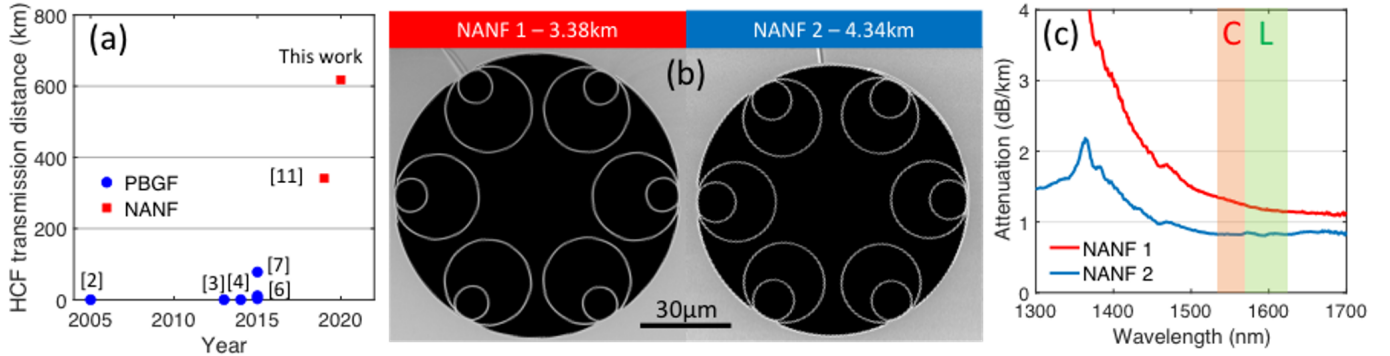 (a)
HCF transmission distance (km)
800
600
400
200
0
This work
[11]
PBGF
NANF
[2]
[3]
[4]
[7]
[6]
2005
2010
2015
2020
Year
NANF 1 – 3.38km
NANF 2 – 4.34km
(b)
30µm
(c)
C
L
Attenuation (dB/km)
4
3
2
1
0
NANF 1
NANF 2
1300
1400
1500
1600
1700
Wavelength (nm)